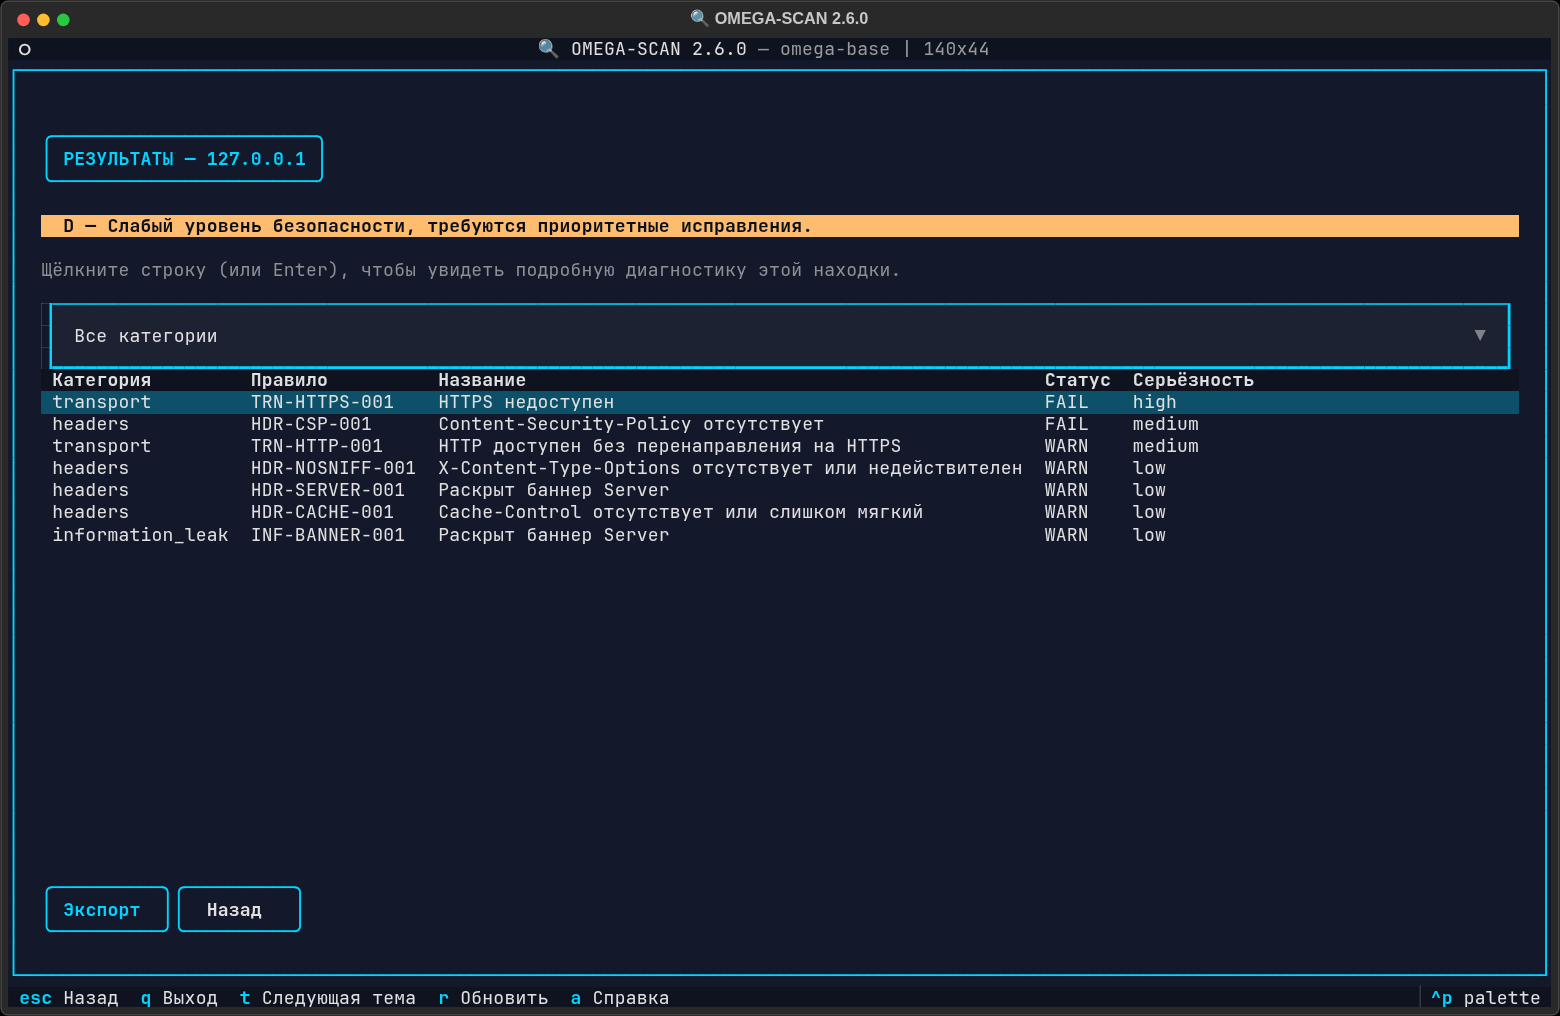 🔍 OMEGA-SCAN 2.6.0
🔍 OMEGA-SCAN 2.6.0 — omega-base | 140x44
РЕЗУЛЬТАТЫ — 127.0.0.1
D — Слабый уровень безопасности, требуются приоритетные исправления.
Щёлкните строку (или Enter), чтобы увидеть подробную диагностику этой находки.
Все категории ▼
Категория Правило Название Статус Серьёзность
transport TRN-HTTPS-001 HTTPS недоступен FAIL high
headers HDR-CSP-001 Content-Security-Policy отсутствует FAIL medium
transport TRN-HTTP-001 HTTP доступен без перенаправления на HTTPS WARN medium
headers HDR-NOSNIFF-001 X-Content-Type-Options отсутствует или недействителен WARN low
headers HDR-SERVER-001 Раскрыт баннер Server WARN low
headers HDR-CACHE-001 Cache-Control отсутствует или слишком мягкий WARN low
information_leak INF-BANNER-001 Раскрыт баннер Server WARN low
Экспорт Назад
esc Назад q Выход t Следующая тема r Обновить a Справка ^p palette